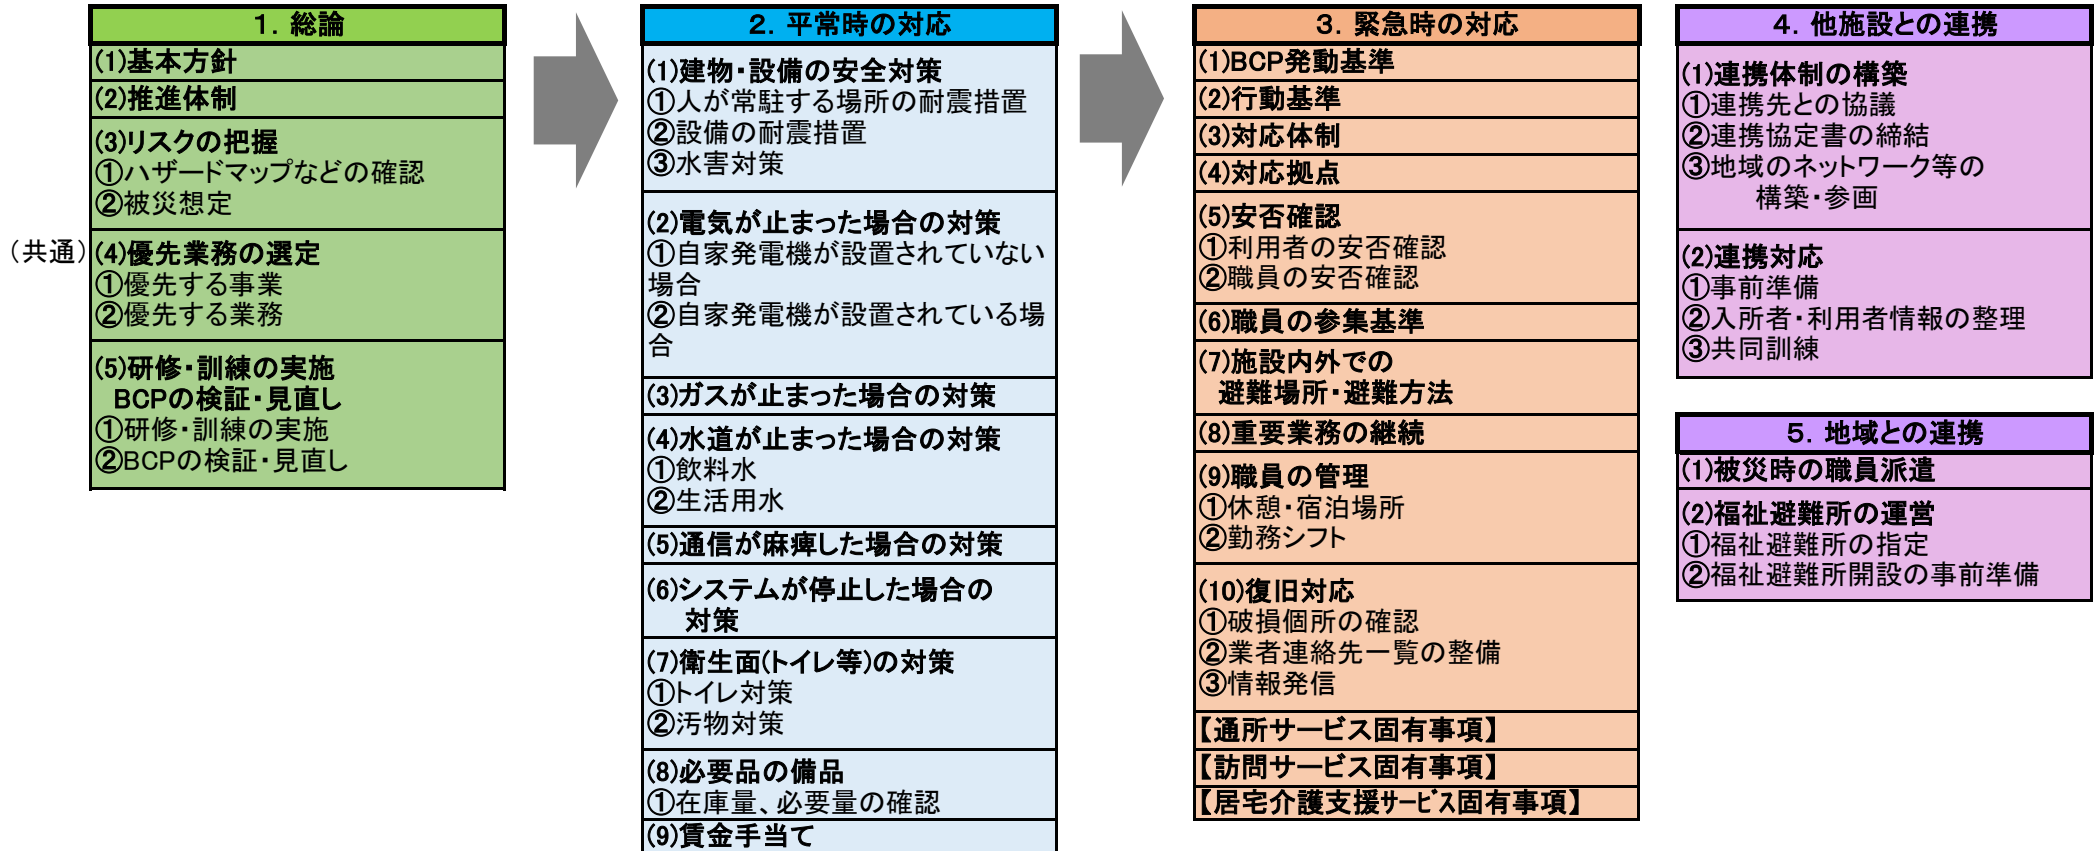 （共通）
１．総論
(1)基本方針
(2)推進体制
(3)リスクの把握
①ハザードマップなどの確認
②被災想定
(4)優先業務の選定
①優先する事業
②優先する業務
(5)研修・訓練の実施
BCPの検証・見直し
①研修・訓練の実施
②BCPの検証・見直し
２．平常時の対応
(1)建物・設備の安全対策
①人が常駐する場所の耐震措置
②設備の耐震措置
③水害対策
(2)電気が止まった場合の対策
①自家発電機が設置されていない
場合
②自家発電機が設置されている場
合
(3)ガスが止まった場合の対策
(4)水道が止まった場合の対策
①飲料水
②生活用水
(5)通信が麻痺した場合の対策
(6)システムが停止した場合の
対策
(7)衛生面(トイレ等)の対策
①トイレ対策
②汚物対策
(8)必要品の備品
①在庫量、必要量の確認
(9)賃金手当て
３．緊急時の対応
(1)BCP発動基準
(2)行動基準
(3)対応体制
(4)対応拠点
(5)安否確認
①利用者の安否確認
②職員の安否確認
(6)職員の参集基準
(7)施設内外での
避難場所・避難方法
(8)重要業務の継続
(9)職員の管理
①休憩・宿泊場所
②勤務シフト
(10)復旧対応
①破損個所の確認
②業者連絡先一覧の整備
③情報発信
【通所サービス固有事項】
【訪問サービス固有事項】
【居宅介護支援ｻｰﾋﾞｽ固有事項】
４．他施設との連携
(1)連携体制の構築
①連携先との協議
②連携協定書の締結
③地域のネットワーク等の
構築・参画
(2)連携対応
①事前準備
②入所者・利用者情報の整理
③共同訓練
５．地域との連携
(1)被災時の職員派遣
(2)福祉避難所の運営
①福祉避難所の指定
②福祉避難所開設の事前準備